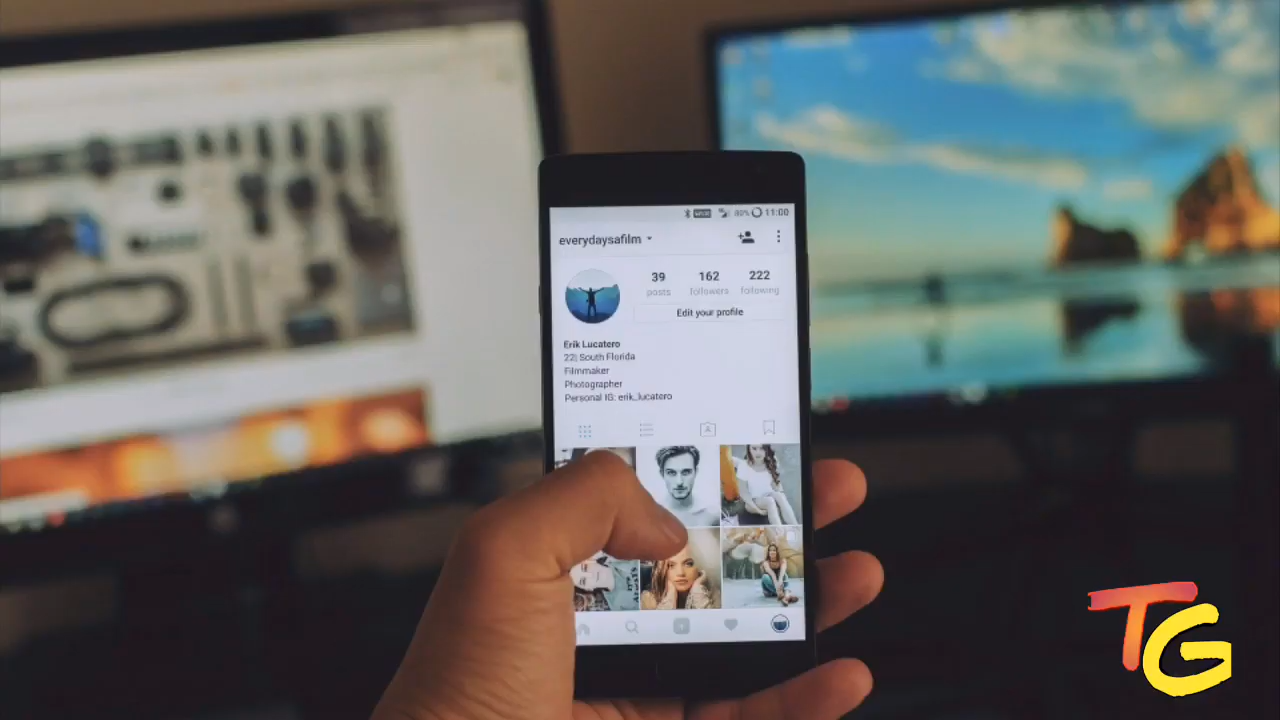 80% 11:00
everydaysafilm
39 162 222
posts followers following
Edit your profile
Erik Lucatero
22| South Florida
Filmmaker
Photographer
Personal IG: erik_lucatero
TG